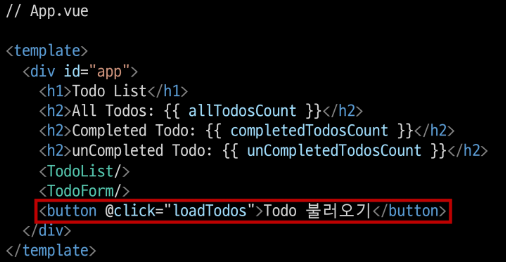 // App.vue
<template>
<div id="app">
<h1>Todo List</h1>
<h2>All Todos: {{ allTodosCount }}</h2>
<h2>Completed Todo: {{ completedTodosCount }}</h2>
<h2>unCompleted Todo: {{ unCompletedTodosCount }}</h2>
<TodoList/>
<TodoForm/>
<button @click="loadTodos">Todo 불러오기</button>
</div>
</template>